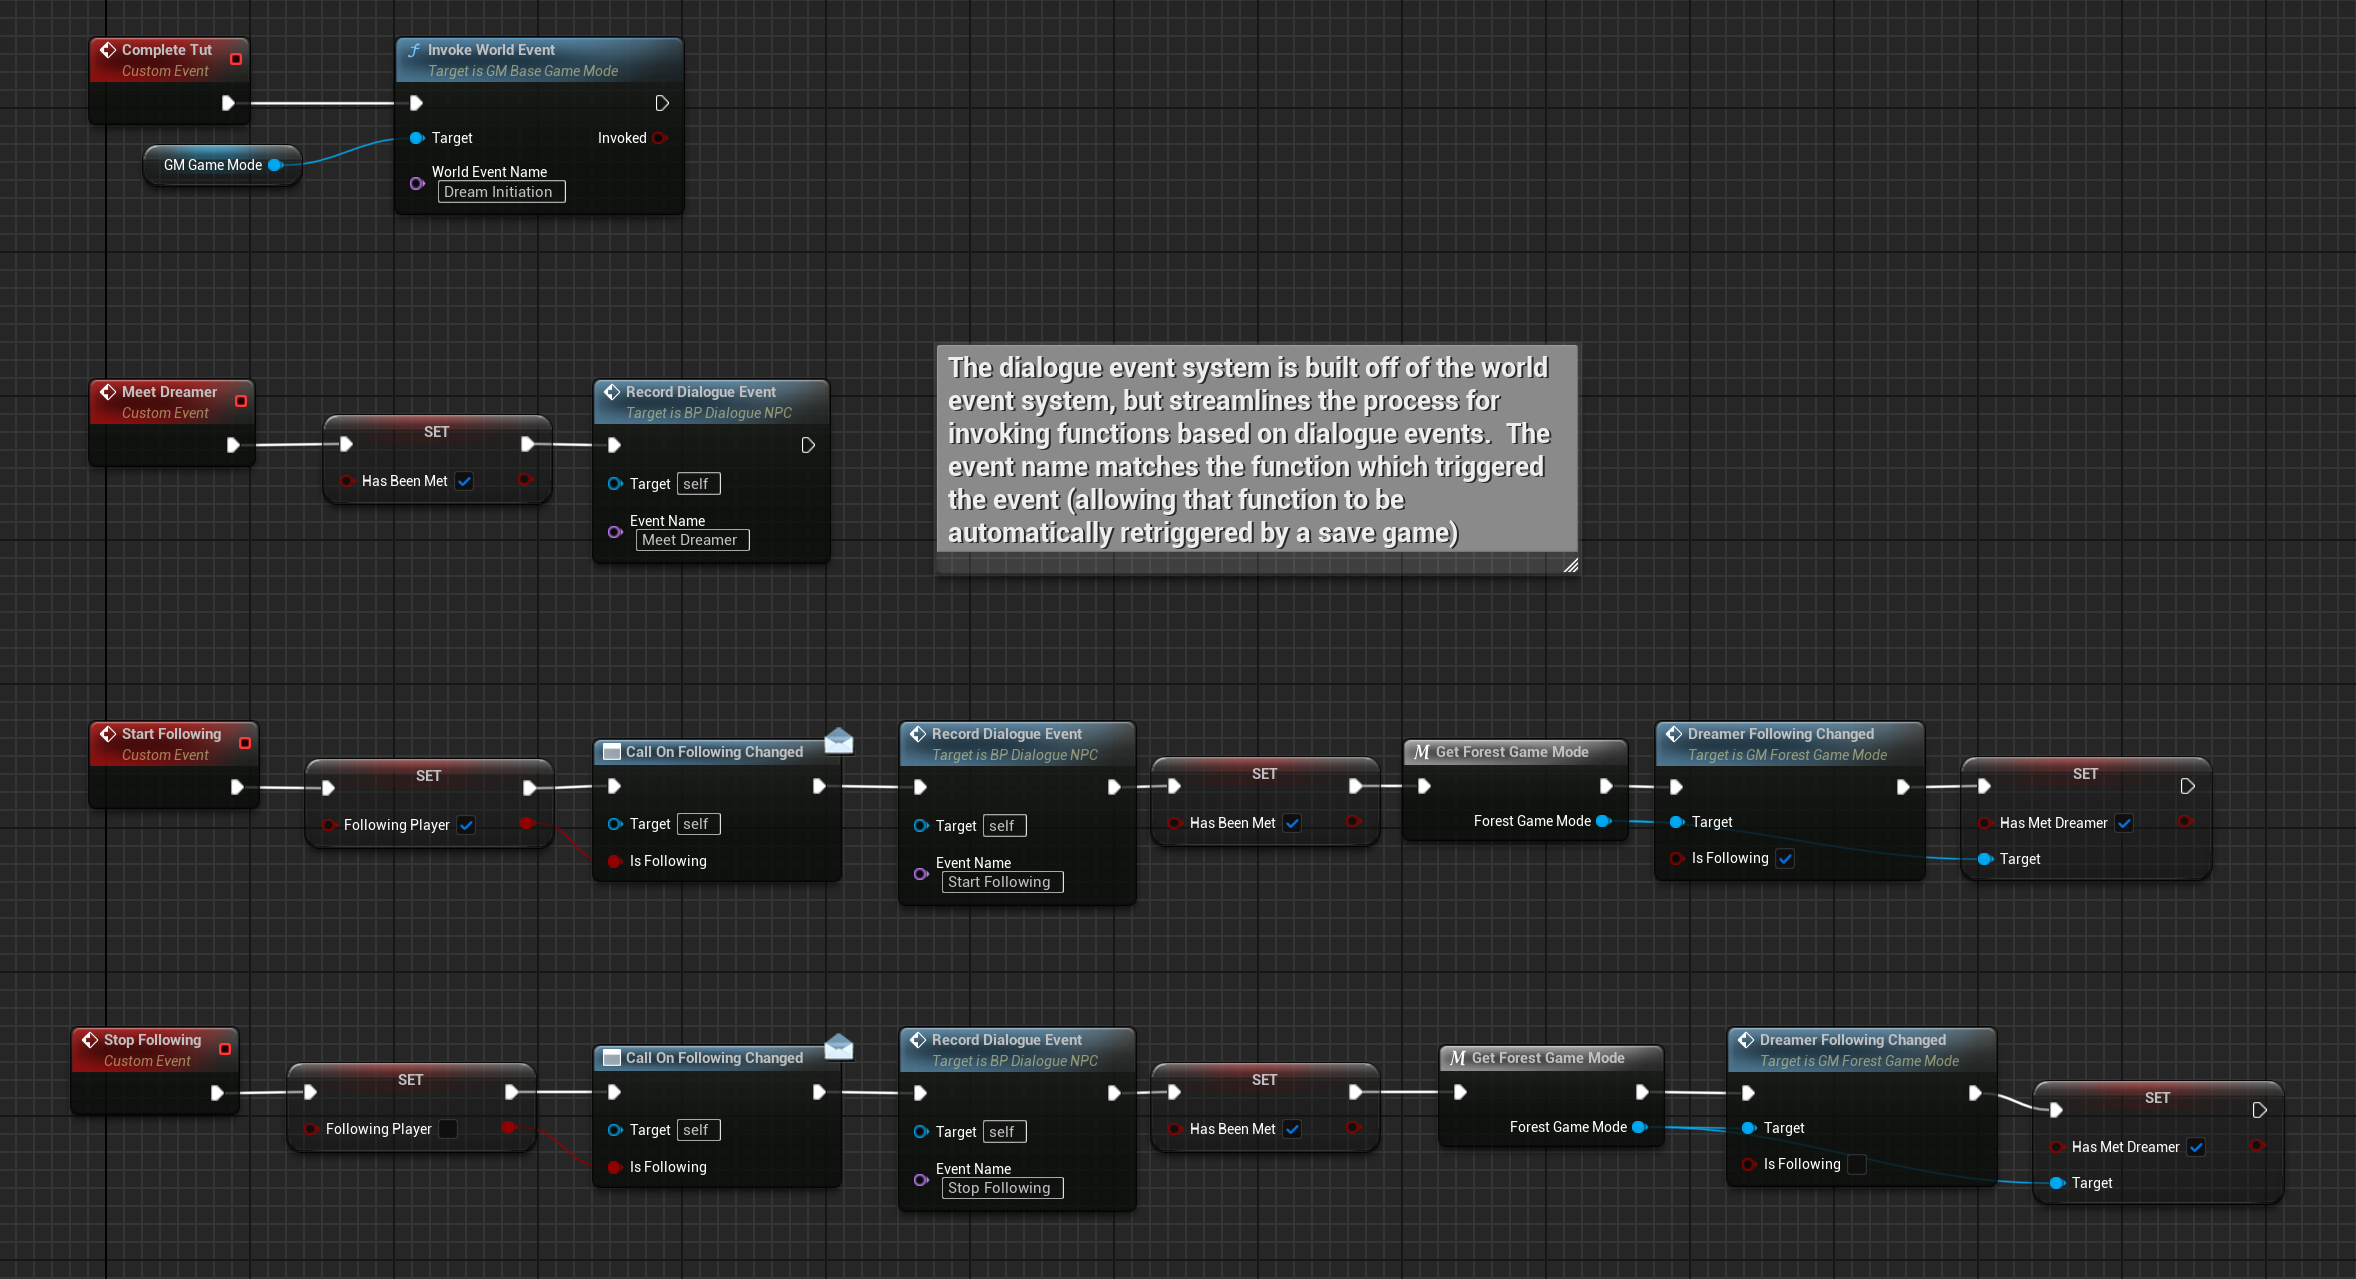 Complete Tut
Custom Event
Invoke World Event
Target is GM Base Game Mode
Target
Invoked
GM Game Mode
World Event Name
Dream Initiation
Meet Dreamer
Custom Event
SET
Has Been Met
Record Dialogue Event
Target is BP Dialogue NPC
Target self
Event Name
Meet Dreamer
The dialogue event system is built off of the world
event system, but streamlines the process for
invoking functions based on dialogue events.  The
event name matches the function which triggered
the event (allowing that function to be
automatically retriggered by a save game)
Start Following
Custom Event
SET
Following Player
Call On Following Changed
Target self
Is Following
Record Dialogue Event
Target is BP Dialogue NPC
Target self
Event Name
Start Following
SET
Has Been Met
Get Forest Game Mode
Forest Game Mode
Dreamer Following Changed
Target is GM Forest Game Mode
Target
Is Following
SET
Has Met Dreamer
Target
Stop Following
Custom Event
SET
Following Player
Call On Following Changed
Target self
Is Following
Record Dialogue Event
Target is BP Dialogue NPC
Target self
Event Name
Stop Following
SET
Has Been Met
Get Forest Game Mode
Forest Game Mode
Dreamer Following Changed
Target is GM Forest Game Mode
Target
Is Following
SET
Has Met Dreamer
Target